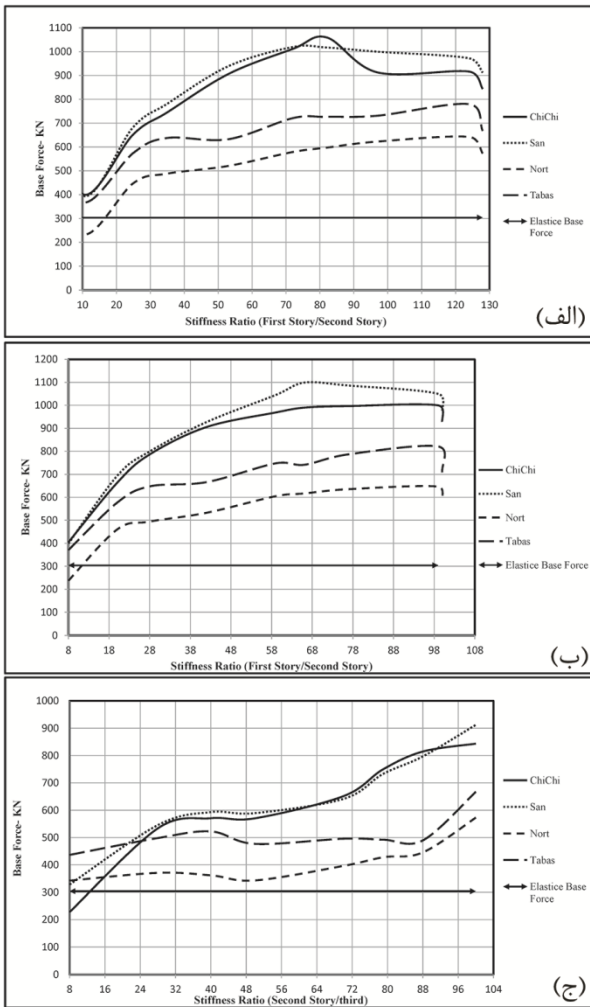 1100
1000
900
800
700
600
500
400
300
200
100
0
Base Force- KN
10 20 30 40 50 60 70 80 90 100 110 120 130
Stiffness Ratio (First Story/Second Story)
ChiChi
San
Nort
Tabas
Elastice Base
Force
(الف)
1200
1100
1000
900
800
700
600
500
400
300
200
100
0
Base Force- KN
8 18 28 38 48 58 68 78 88 98 108
Stiffness Ratio (First Story/Second Story)
ChiChi
San
Nort
Tabas
Elastice Base Force
(ب)
1000
900
800
700
600
500
400
300
200
100
0
Base Force- KN
8 16 24 32 40 48 56 64 72 80 88 96 104
Stiffness Ratio (Second Story/third)
ChiChi
San
Nort
Tabas
Elastice Base
Force
(ج)